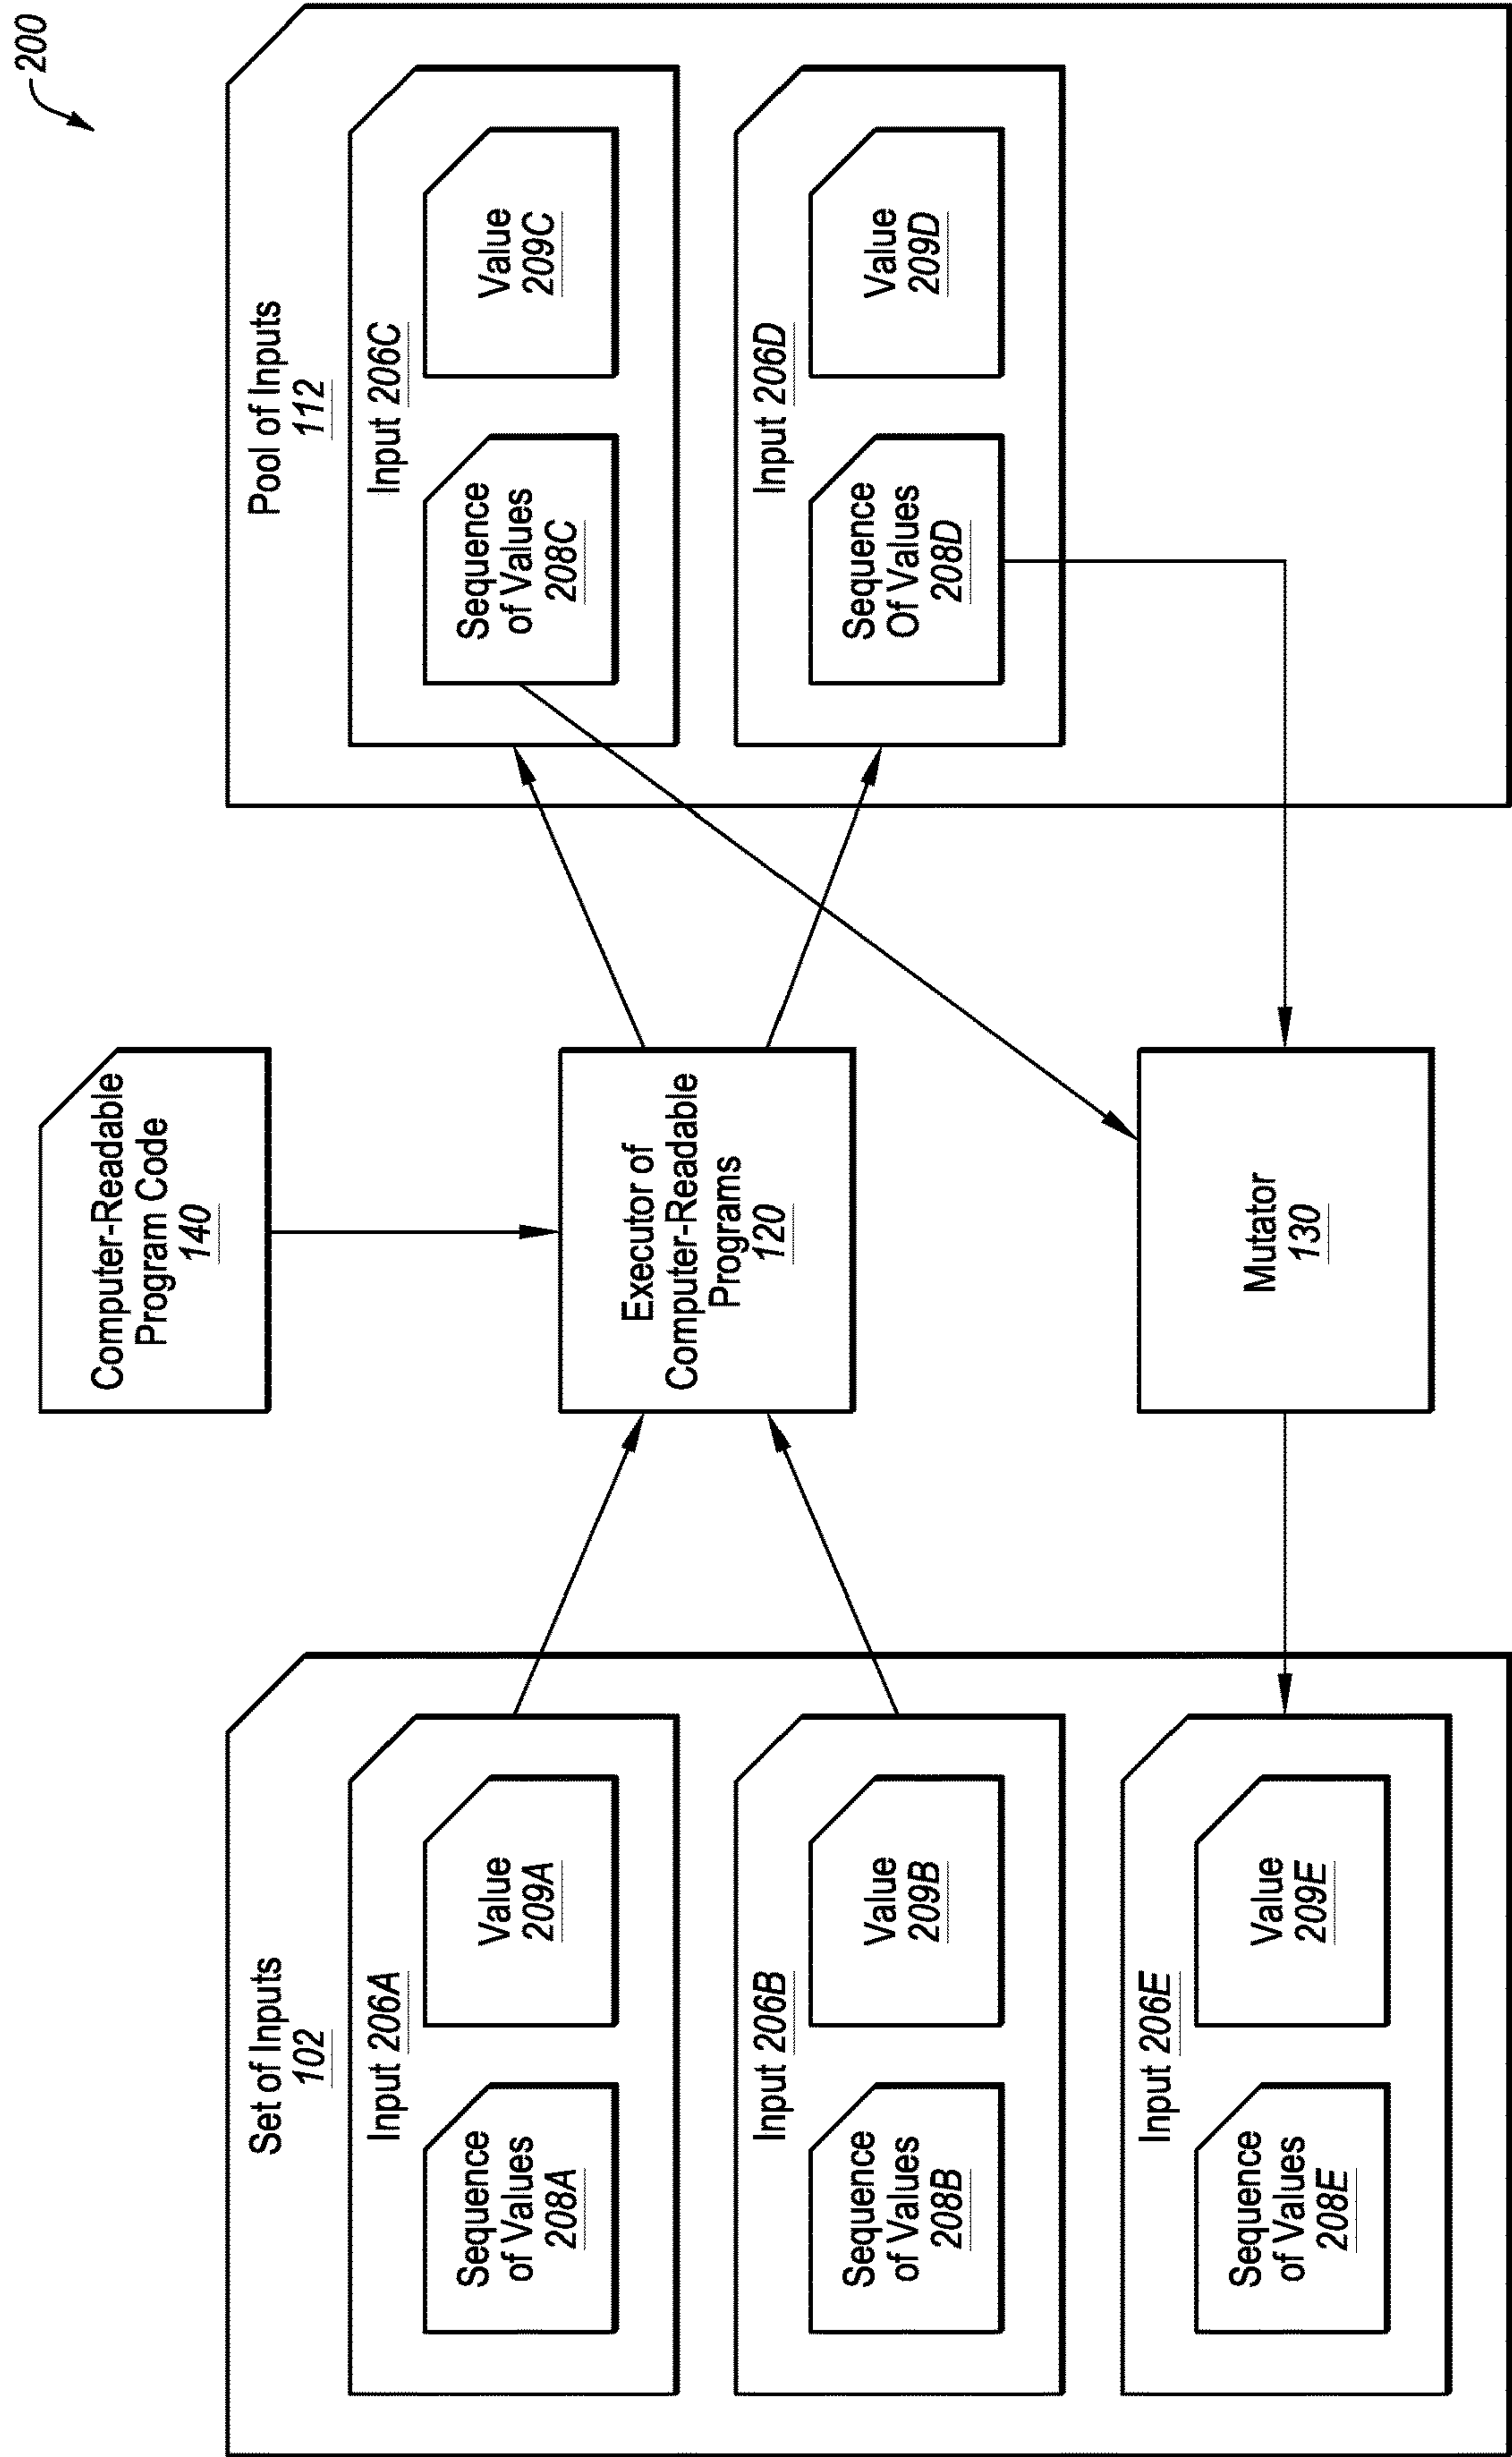 200
Set of Inputs
102
Input 206A
Sequence
of Values
208A
Value
209A
Input 206B
Sequence
of Values
208B
Value
209B
Input 206E
Sequence
of Values
208E
Value
209E
Computer-Readable
Program Code
140
Executor of
Computer-Readable
Programs
120
Mutator
130
Pool of Inputs
112
Input 206C
Sequence
of Values
208C
Value
209C
Input 206D
Sequence
Of Values
208D
Value
209D